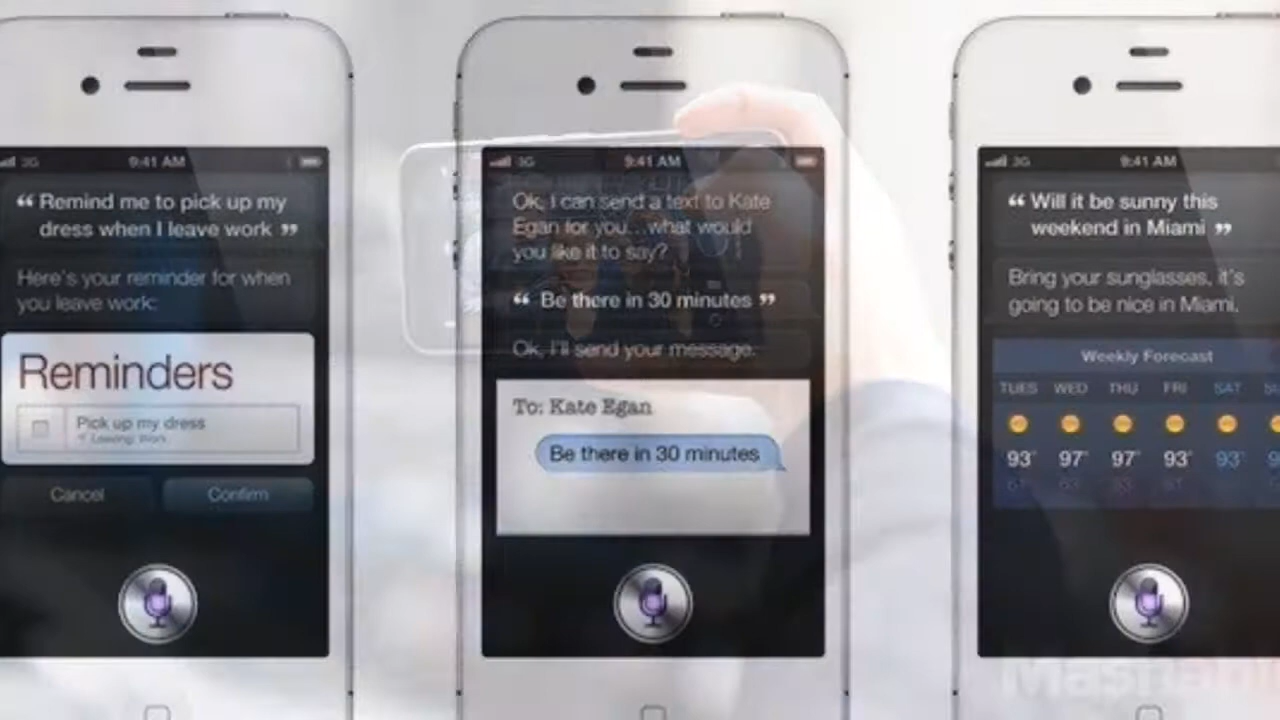 3G 9:41 AM
“ Remind me to pick up my
dress when I leave work ”
Here's your reminder for when
you leave work:
Reminders
Pick up my dress
Leaving: Work
Cancel Confirm
3G 9:41 AM
Ok, I can send a text to Kate
Egan for you...what would
you like it to say?
“ Be there in 30 minutes ”
Ok, I'll send your message.
To: Kate Egan
Be there in 30 minutes
3G 9:41 AM
“ Will it be sunny this
weekend in Miami ”
Bring your sunglasses, it's
going to be nice in Miami.
Weekly Forecast
TUES WED THU FRI SAT
93° 97° 97° 93° 93°